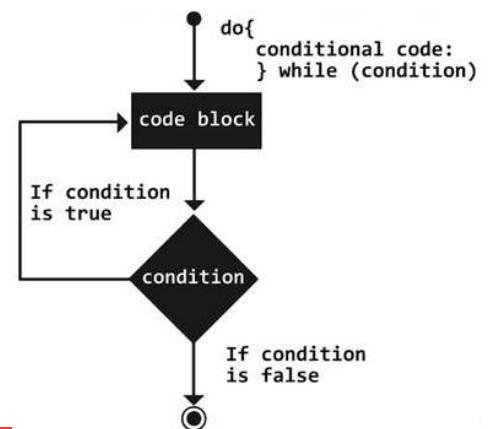 do{
conditional code:
} while (condition)
code block
If condition
is true
condition
If condition
is false